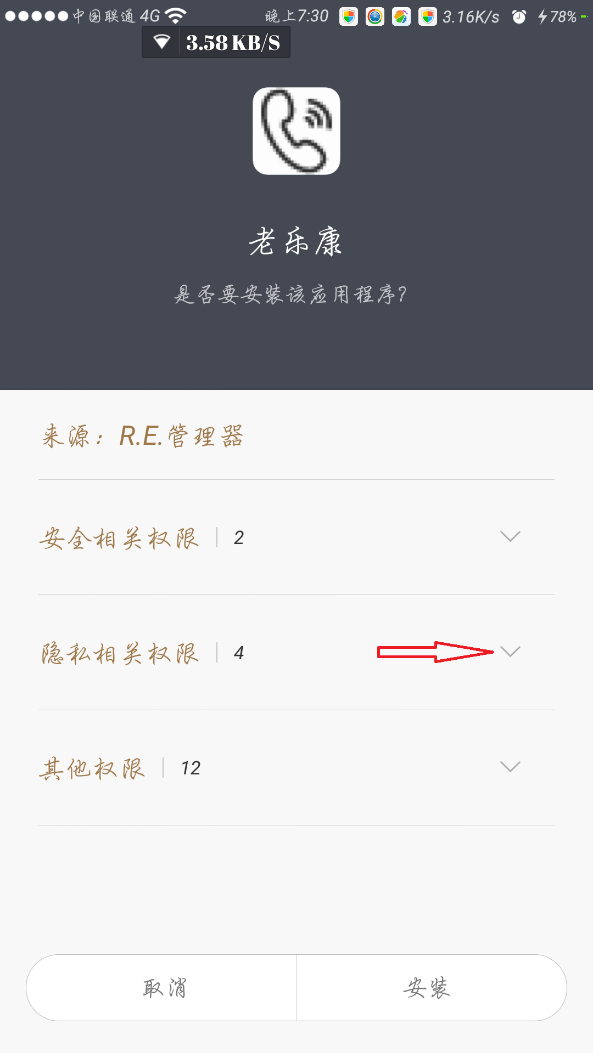 中国联通 4G 晚上7:30 3.16K/s 78%
3.58 KB/S
老乐康
是否要安装该应用程序?
来源：R.E.管理器
安全相关权限 2
隐私相关权限 4
其他权限 12
取消 安装